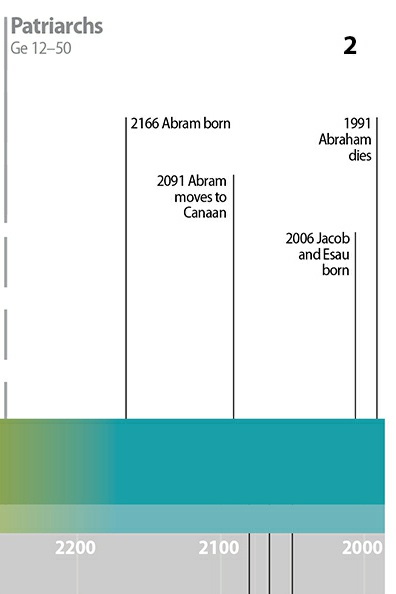 Patriarchs
Ge 12–50
2
2166 Abram born
1991
Abraham
dies
2091 Abram
moves to
Canaan
2006 Jacob
and Esau
born
2200
2100
2000